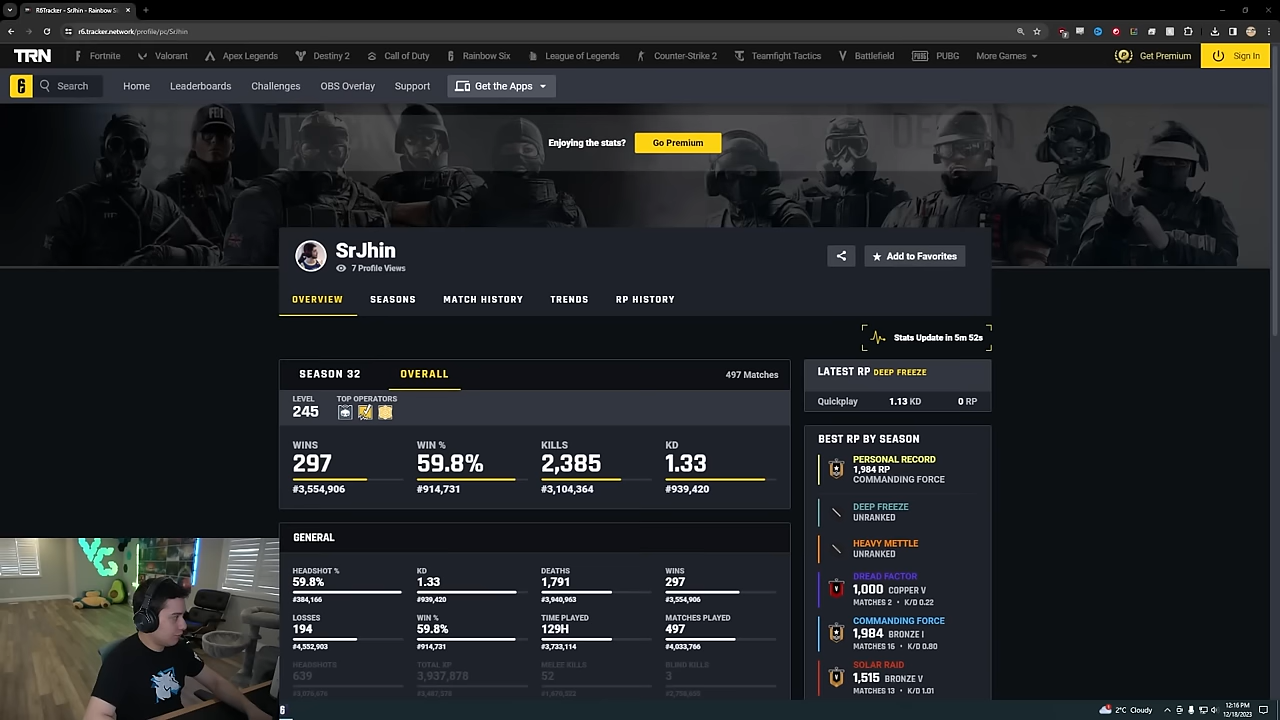 R6Tracker - SrJhin - Rainbow Si
r6.tracker.network/profile/pc/SrJhin
TRN Fortnite Valorant Apex Legends Destiny 2 Call of Duty Rainbow Six League of Legends Counter-Strike 2 Teamfight Tactics Battlefield PUBG More Games Get Premium Sign In
6 Search Home Leaderboards Challenges OBS Overlay Support Get the Apps
FBI
Enjoying the stats? Go Premium
SrJhin
7 Profile Views
Add to Favorites
OVERVIEW SEASONS MATCH HISTORY TRENDS RP HISTORY
Stats Update in 5m 52s
SEASON 32 OVERALL 497 Matches
LEVEL TOP OPERATORS
245
WINS WIN % KILLS KD
297 59.8% 2,385 1.33
#3,554,906 #914,731 #3,104,364 #939,420
GENERAL
HEADSHOT % KD DEATHS WINS
59.8% 1.33 1,791 297
#384,166 #939,420 #3,940,963 #3,554,906
LOSSES WIN % TIME PLAYED MATCHES PLAYED
194 59.8% 129H 497
#4,552,903 #914,731 #3,733,114 #4,033,766
HEADSHOTS TOTAL XP MELEE KILLS BLIND KILLS
639 3,937,878 52 3
LATEST RP DEEP FREEZE
Quickplay 1.13 KD 0 RP
BEST RP BY SEASON
PERSONAL RECORD
1,984 RP
COMMANDING FORCE
DEEP FREEZE
UNRANKED
HEAVY METTLE
UNRANKED
DREAD FACTOR
1,000 COPPER V
MATCHES 2 • K/D 0.22
COMMANDING FORCE
1,984 BRONZE I
MATCHES 16 • K/D 0.80
SOLAR RAID
1,515 BRONZE V
MATCHES 13 • K/D 1.01
2°C Cloudy
12:16 PM
12/18/2023